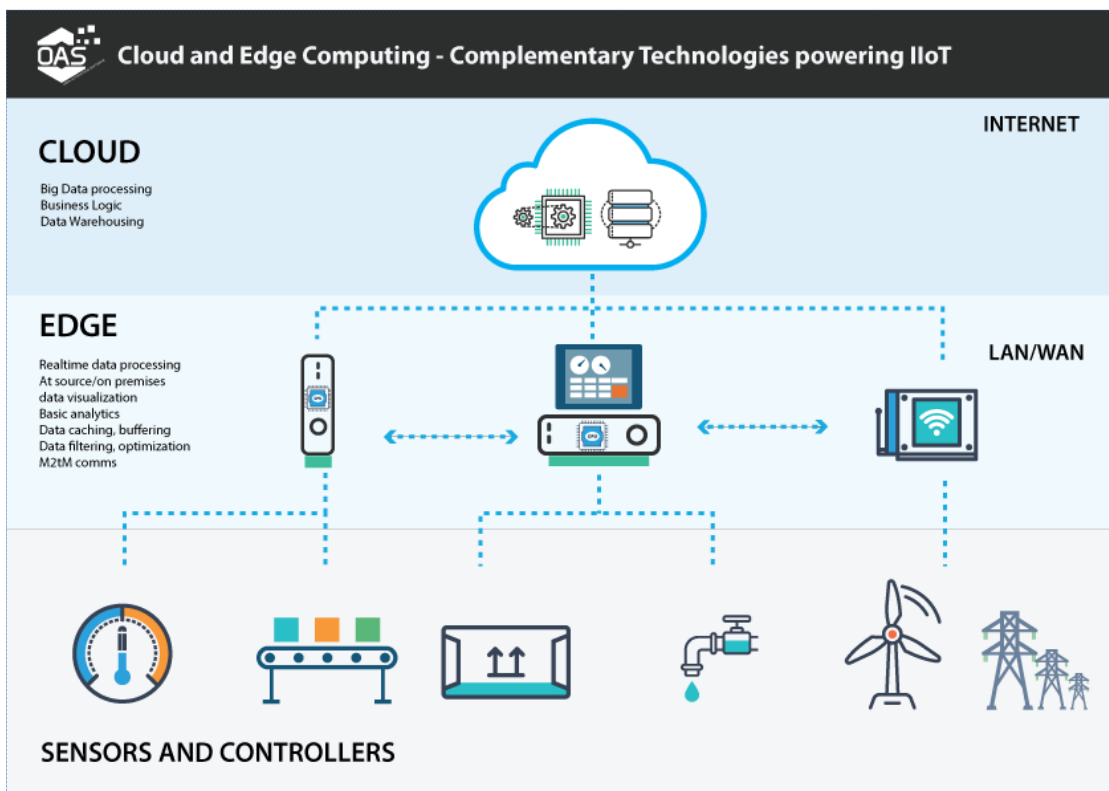 OAS
Cloud and Edge Computing - Complementary Technologies powering IIoT
INTERNET
CLOUD
Big Data processing
Business Logic
Data Warehousing
EDGE
LAN/WAN
Realtime data processing
At source/on premises
data visualization
Basic analytics
Data caching, buffering
Data filtering, optimization
M2tM comms
CPU
SENSORS AND CONTROLLERS